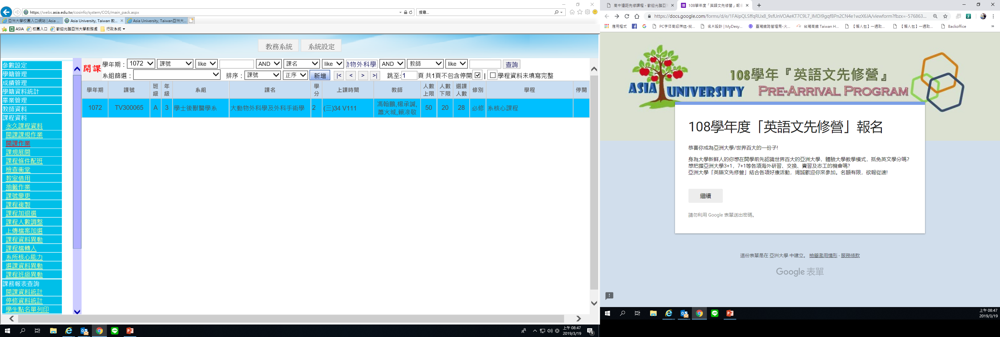 https://webs.asia.edu.tw/cosinfo/system/COS/main_pack.aspx
搜尋...
亞洲大學校園入口網站 | Asia ...
Asia University, Taiwan 教...
Asia University, Taiwan亞洲大...
ASIA 校園入口 歡迎光臨亞洲大學教務處 行政系統
教務系統 系統設定
參數設定
學籍管理
成績管理
學籍資料統計
畢業管理
教師資料
課程資料
永久課程資料
開課課規作業
開課作業
課規展開
課程條件配班
檢查衝堂
教室借用
抽籤作業
課號變更
課程複製
課程加退選
課程人數調整
上傳檔案加選
課程資料異動
課程檔轉入
系所核心能力
選課資料異動
課程班級異動
課務報表查詢
開課資料統計
停修資料統計
學生點名單列印
開課 學年期：1072 課號 like AND 課名 like 物外科學 AND 教師 like 查詢
系組篩選： 排序：課號 正序 新增 |< < > >| 跳至:1 頁 共1頁不包含停開 | 學程資料未填寫完整
學年期 課號 班級 年級 系組 課名 學分 上課時間 教師 人數上限 人數下限 選課人數 修別 學程 停開
1072 TV300065 A 3 學士後獸醫學系 大動物外科學及外科手術學 2 (三)34 V111 馮翰鵬,楊承諴,蕭火城,賴湶敬 50 20 28 必修 系核心課程
上午 08:47
2019/3/19
9
高中遠距先修課程 - 歡迎光臨亞
108學年度「英語文先修營」報名
https://docs.google.com/forms/d/e/1FAIpQLSffqRUx8_9sfUnVOAeKT7C9L7_IMDI9gqfBPn2CN4e1wzX6JA/viewform?fbzx=-576863...
應用程式 PC字体高級筛选-找... 名片設計 | MyDesy... 臺灣鐵路管理局-火... 台灣高鐵 Taiwan H... 【懶人包】一週取... 【懶人包】一週取... Backoffice »
ASIA UNIVERSITY
108學年『英語文先修營』
PRE-ARRIVAL PROGRAM
108學年度「英語文先修營」報名
恭喜你成為亞洲大學/世界百大的一份子!
身為大學新鮮人的你想在開學前先認識世界百大的亞洲大學，體驗大學教學模式，抵免英文學分嗎?
想把握亞洲大學3+1，7+1等各項海外研習、交換、實習及志工的機會嗎?
亞洲大學「英語文先修營」結合各項好康活動，竭誠歡迎你來參加。名額有限，欲報從速!
繼續
請勿利用 Google 表單送出密碼。
這份表單是在 亞洲大學 中建立。 檢舉濫用情形 - 服務條款
Google 表單
上午 08:47
2019/3/19